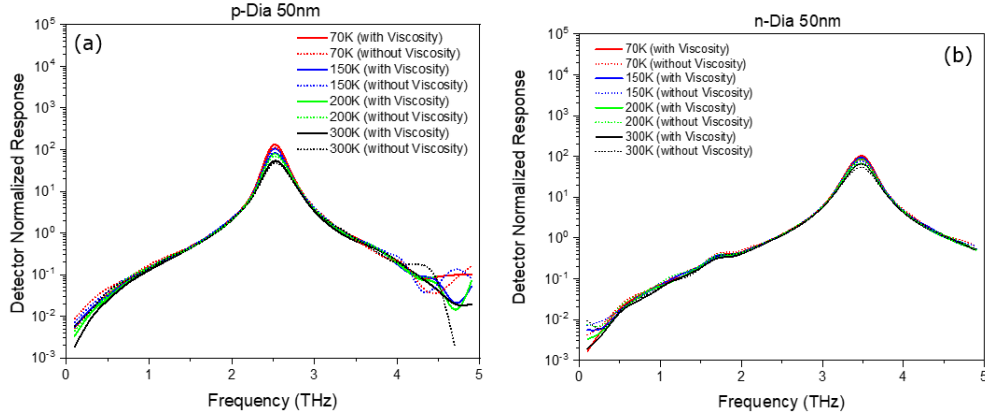 p-Dia 50nm
(a)
70K (with Viscosity)
70K (without Viscosity)
150K (with Viscosity)
150K (without Viscosity)
200K (with Viscosity)
200K (without Viscosity)
300K (with Viscosity)
300K (without Viscosity)
Detector Normalized Response
10^5
10^4
10^3
10^2
10^1
10^0
10^-1
10^-2
10^-3
0 1 2 3 4 5
Frequency (THz)
n-Dia 50nm
(b)
70K (with Viscosity)
70K (without Viscosity)
150K (with Viscosity)
150K (without Viscosity)
200K (with Viscosity)
200K (without Viscosity)
300K (with Viscosity)
300K (without Viscosity)
Detector Normalized Response
10^5
10^4
10^3
10^2
10^1
10^0
10^-1
10^-2
10^-3
0 1 2 3 4 5
Frequency (THz)